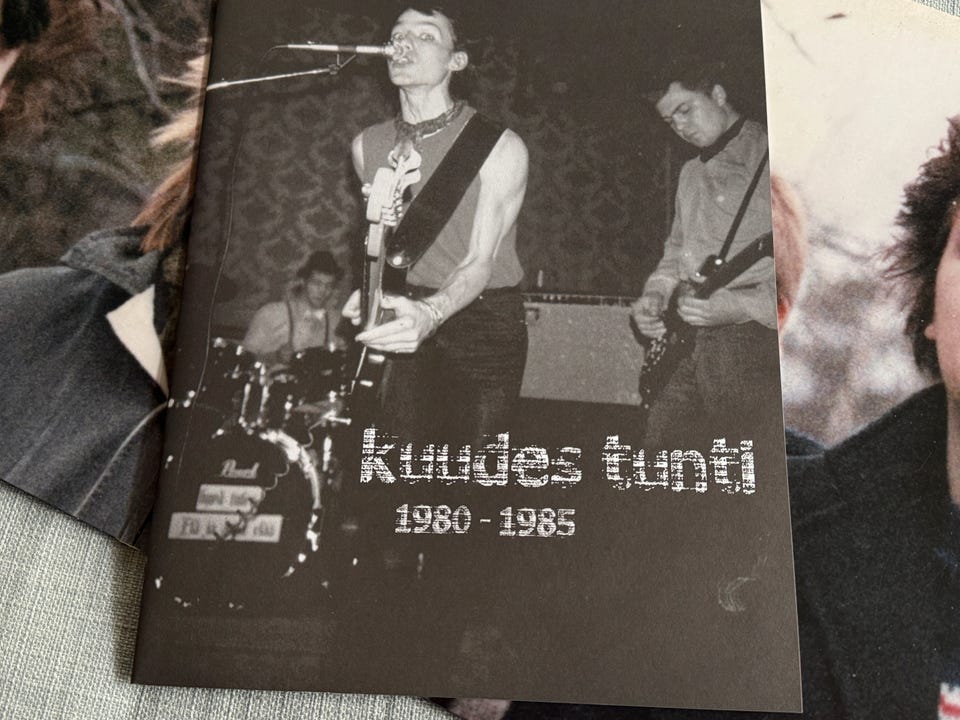 kuudes tunti
1980 - 1985
Pearl